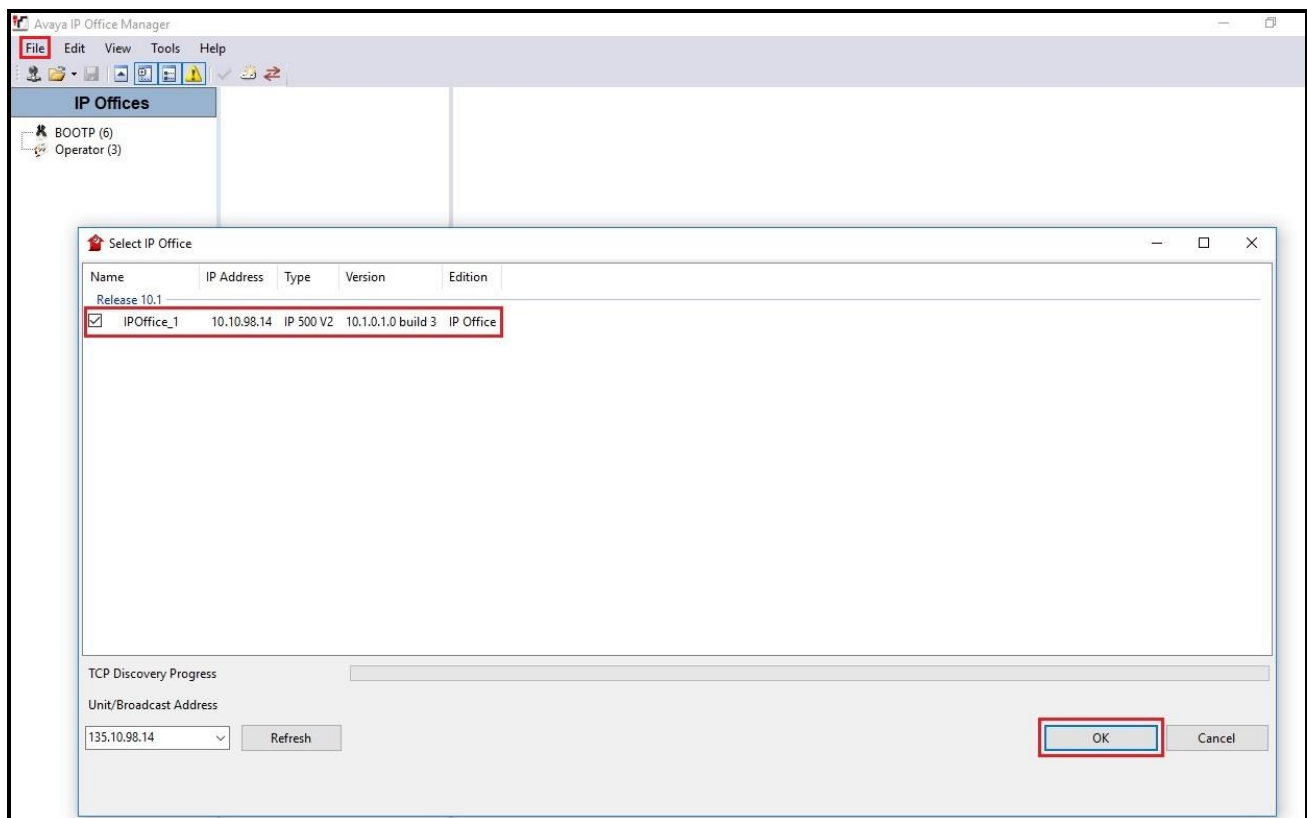 Avaya IP Office Manager
File Edit View Tools Help
IP Offices
BOOTP (6)
Operator (3)
Select IP Office
Name IP Address Type Version Edition
Release 10.1
IPOffice_1 10.10.98.14 IP 500 V2 10.1.0.1.0 build 3 IP Office
TCP Discovery Progress
Unit/Broadcast Address
135.10.98.14 Refresh OK Cancel